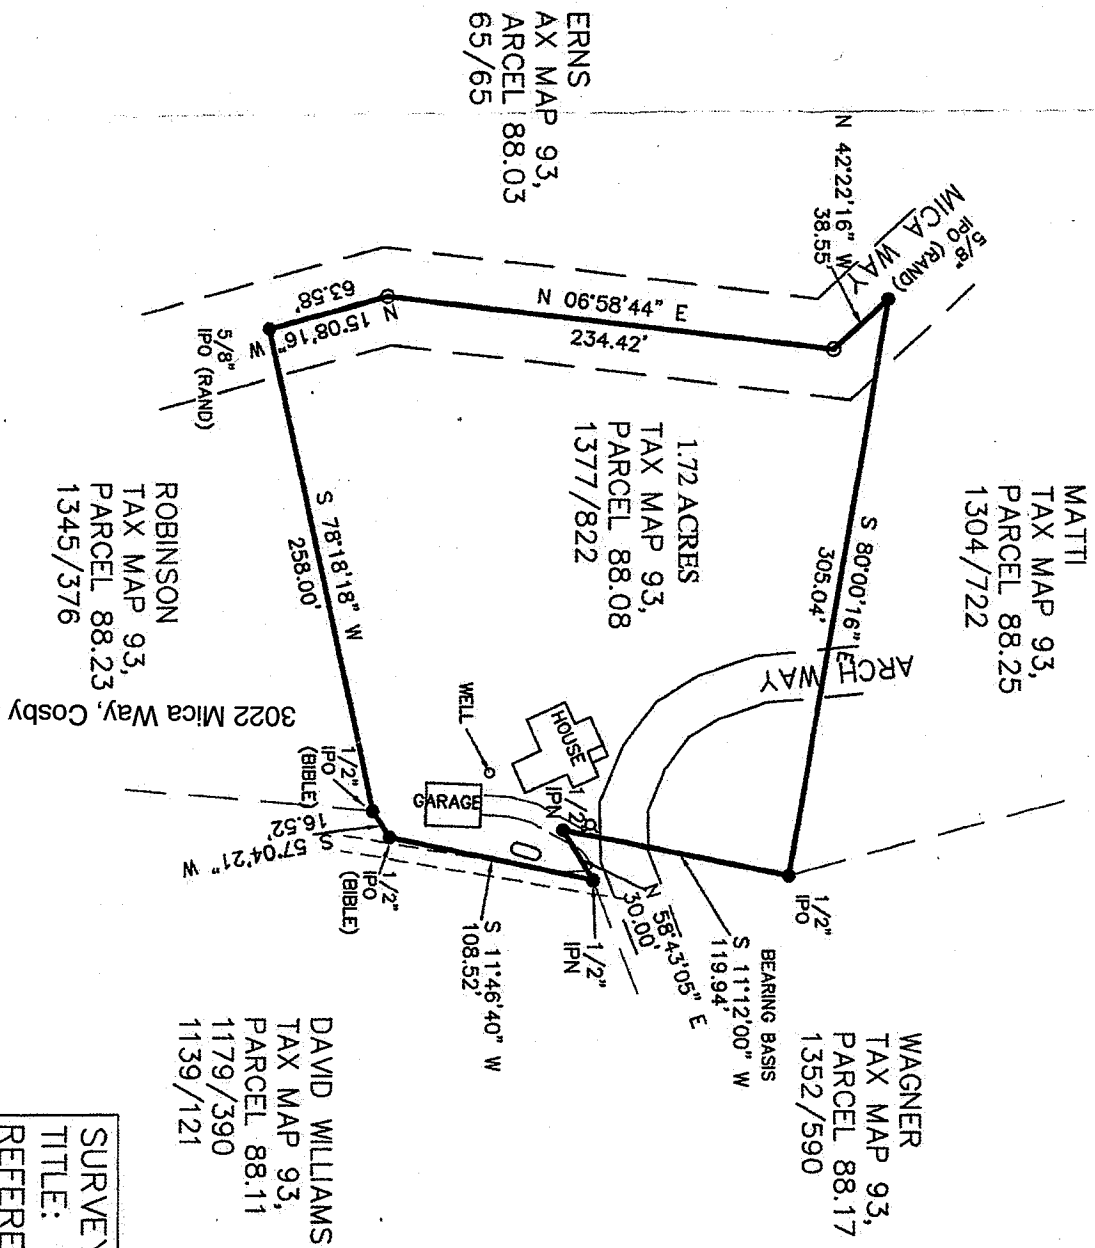 ERNS
AX MAP 93,
ARCEL 88.03
65/65
N 42°22'16" W
38.55'
MICA WAY
5/8"
IPO (RAND)
MATTI
TAX MAP 93,
PARCEL 88.25
1304/722
N 06°58'44" E
234.42'
N 15°08'16" W
63.58'
5/8"
IPO (RAND)
S 80°00'16" E
305.04'
ARCH WAY
1.72 ACRES
TAX MAP 93,
PARCEL 88.08
1377/822
S 78°18'18" W
258.00'
ROBINSON
TAX MAP 93,
PARCEL 88.23
1345/376
3022 Mica Way, Cosby
WELL
HOUSE
GARAGE
1/2"
IPN
1/2"
IPO
(BIBLE)
S 57°04'21" W
16.52'
1/2"
IPO
(BIBLE)
1/2"
IPO
N 58°43'05" E
30.00'
1/2"
IPN
BEARING BASIS
S 11°12'00" W
119.94'
S 11°46'40" W
108.52'
WAGNER
TAX MAP 93,
PARCEL 88.17
1352/590
DAVID WILLIAMS
TAX MAP 93,
PARCEL 88.11
1179/390
1139/121
SURVEY
TITLE:
REFERE